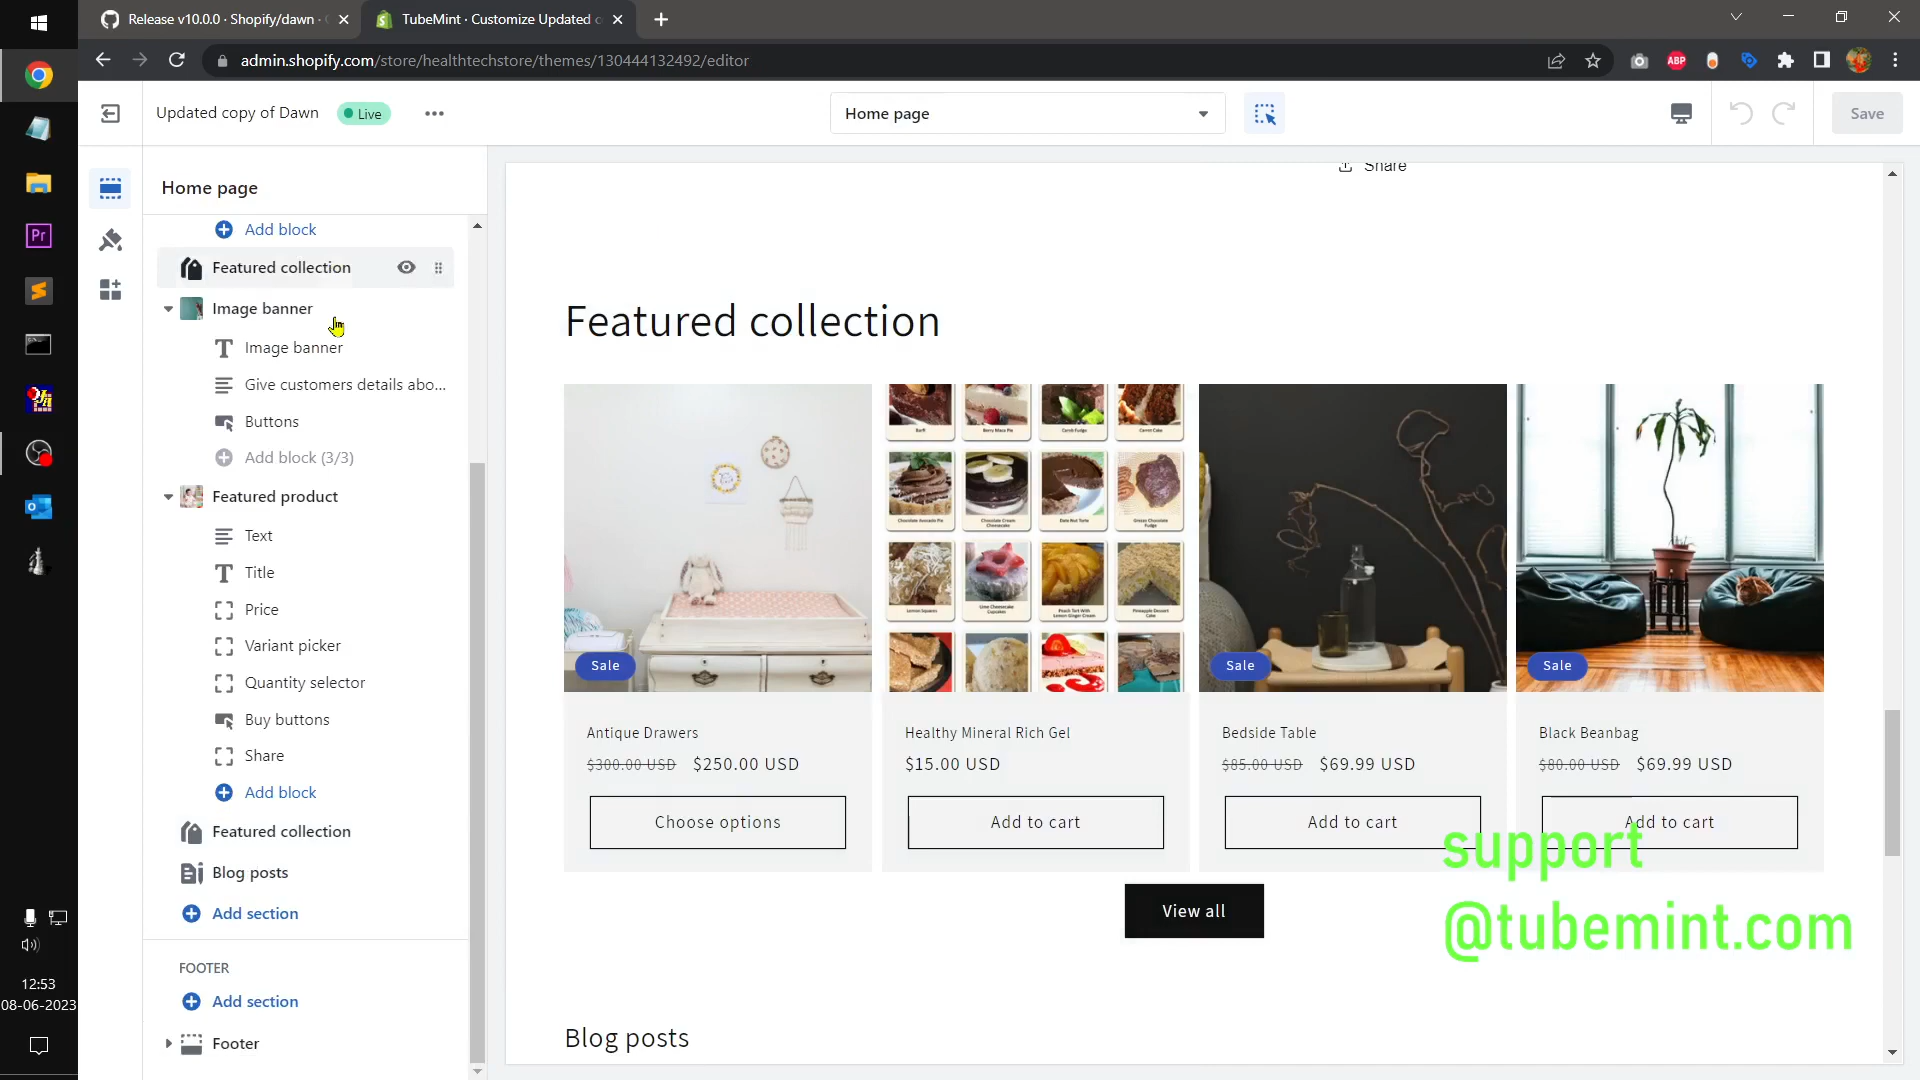 Release v10.0.0 · Shopify/dawn ·
TubeMint · Customize Updated c
admin.shopify.com/store/healthtechstore/themes/130444132492/editor
ABP
Updated copy of Dawn
Live
Home page
Save
Home page
Add block
Featured collection
Image banner
Image banner
Give customers details abo...
Buttons
Add block (3/3)
Featured product
Text
Title
Price
Variant picker
Quantity selector
Buy buttons
Share
Add block
Featured collection
Blog posts
Add section
FOOTER
Add section
Footer
Pr
12:53
08-06-2023
Share
Featured collection
Sale
Sale
Sale
Antique Drawers
$300.00 USD $250.00 USD
Choose options
Healthy Mineral Rich Gel
$15.00 USD
Add to cart
Bedside Table
$85.00 USD $69.99 USD
Add to cart
Black Beanbag
$80.00 USD $69.99 USD
Add to cart
View all
Blog posts
support
@tubemint.com